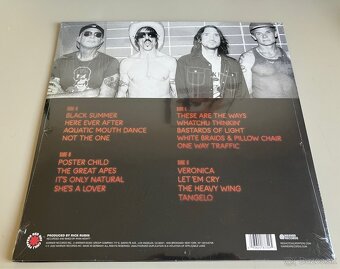 SIDE A
BLACK SUMMER
HERE EVER AFTER
AQUATIC MOUTH DANCE
NOT THE ONE
SIDE B
POSTER CHILD
THE GREAT APES
IT'S ONLY NATURAL
SHE'S A LOVER
SIDE C
THESE ARE THE WAYS
WHATCHU THINKIN'
BASTARDS OF LIGHT
WHITE BRAIDS & PILLOW CHAIR
ONE WAY TRAFFIC
SIDE D
VERONICA
LET 'EM CRY
THE HEAVY WING
TANGELO
PRODUCED BY RICK RUBIN